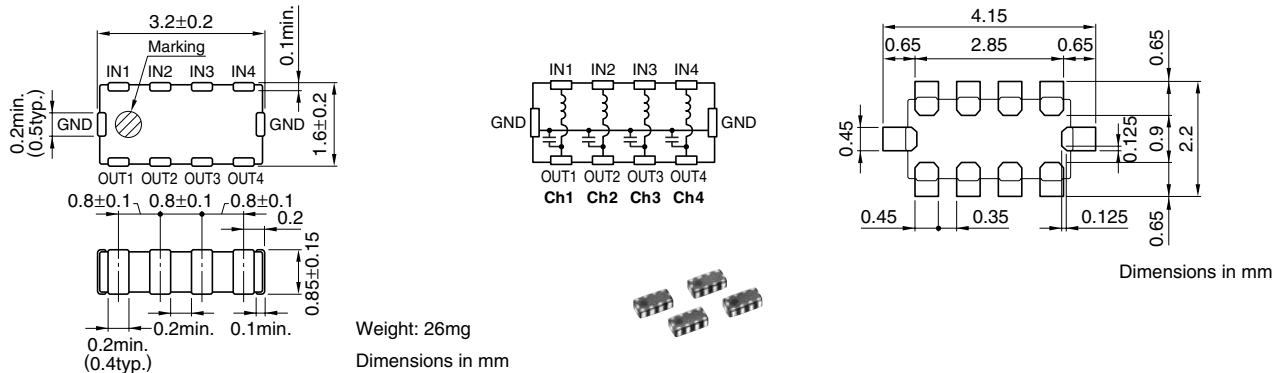 3.2±0.2
Marking
0.1min.
IN1 IN2 IN3 IN4
0.2min.
(0.5typ.)
GND
GND
1.6±0.2
OUT1 OUT2 OUT3 OUT4
0.8±0.1 0.8±0.1 0.8±0.1
0.2
0.85±0.15
0.2min. 0.1min.
0.2min.
(0.4typ.)
Weight: 26mg
Dimensions in mm
IN1 IN2 IN3 IN4
GND
GND
OUT1 OUT2 OUT3 OUT4
Ch1 Ch2 Ch3 Ch4
4.15
0.65 2.85 0.65
0.65
0.45
0.125
0.9
2.2
0.45 0.35 0.125
0.65
Dimensions in mm